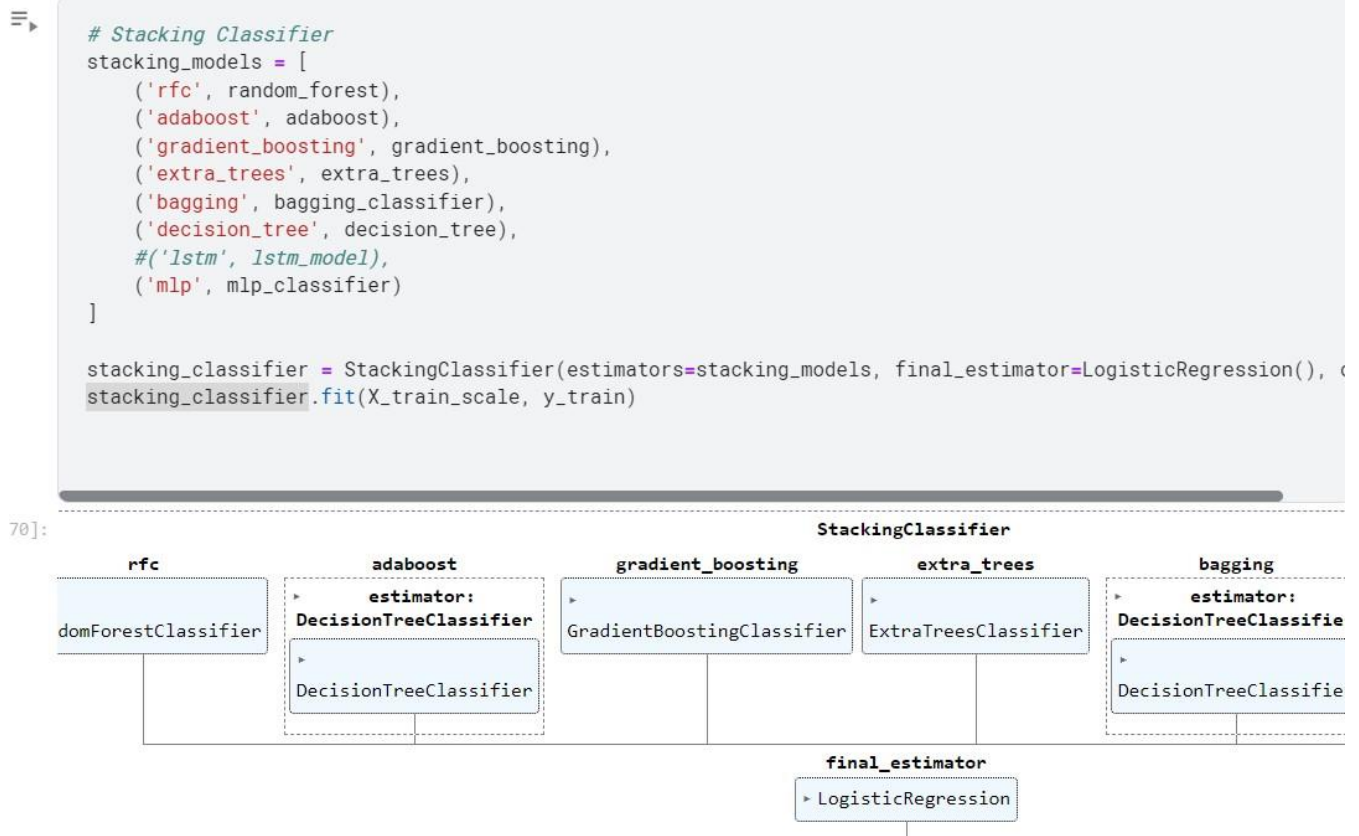 # Stacking Classifier
stacking_models = [
('rfc', random_forest),
('adaboost', adaboost),
('gradient_boosting', gradient_boosting),
('extra_trees', extra_trees),
('bagging', bagging_classifier),
('decision_tree', decision_tree),
#('lstm', lstm_model),
('mlp', mlp_classifier)
]
stacking_classifier = StackingClassifier(estimators=stacking_models, final_estimator=LogisticRegression(), c
stacking_classifier.fit(X_train_scale, y_train)
70]:
StackingClassifier
rfc adaboost gradient_boosting extra_trees bagging
estimator: estimator:
DecisionTreeClassifier DecisionTreeClassifie
domForestClassifier GradientBoostingClassifier ExtraTreesClassifier
DecisionTreeClassifier DecisionTreeClassifie
final_estimator
LogisticRegression